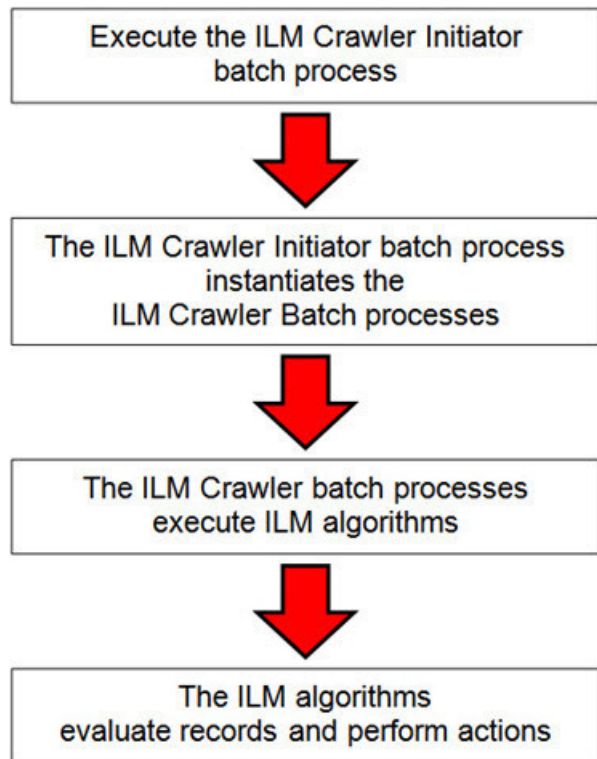 Execute the ILM Crawler Initiator
batch process
The ILM Crawler Initiator batch process
instantiates the
ILM Crawler Batch processes
The ILM Crawler batch processes
execute ILM algorithms
The ILM algorithms
evaluate records and perform actions